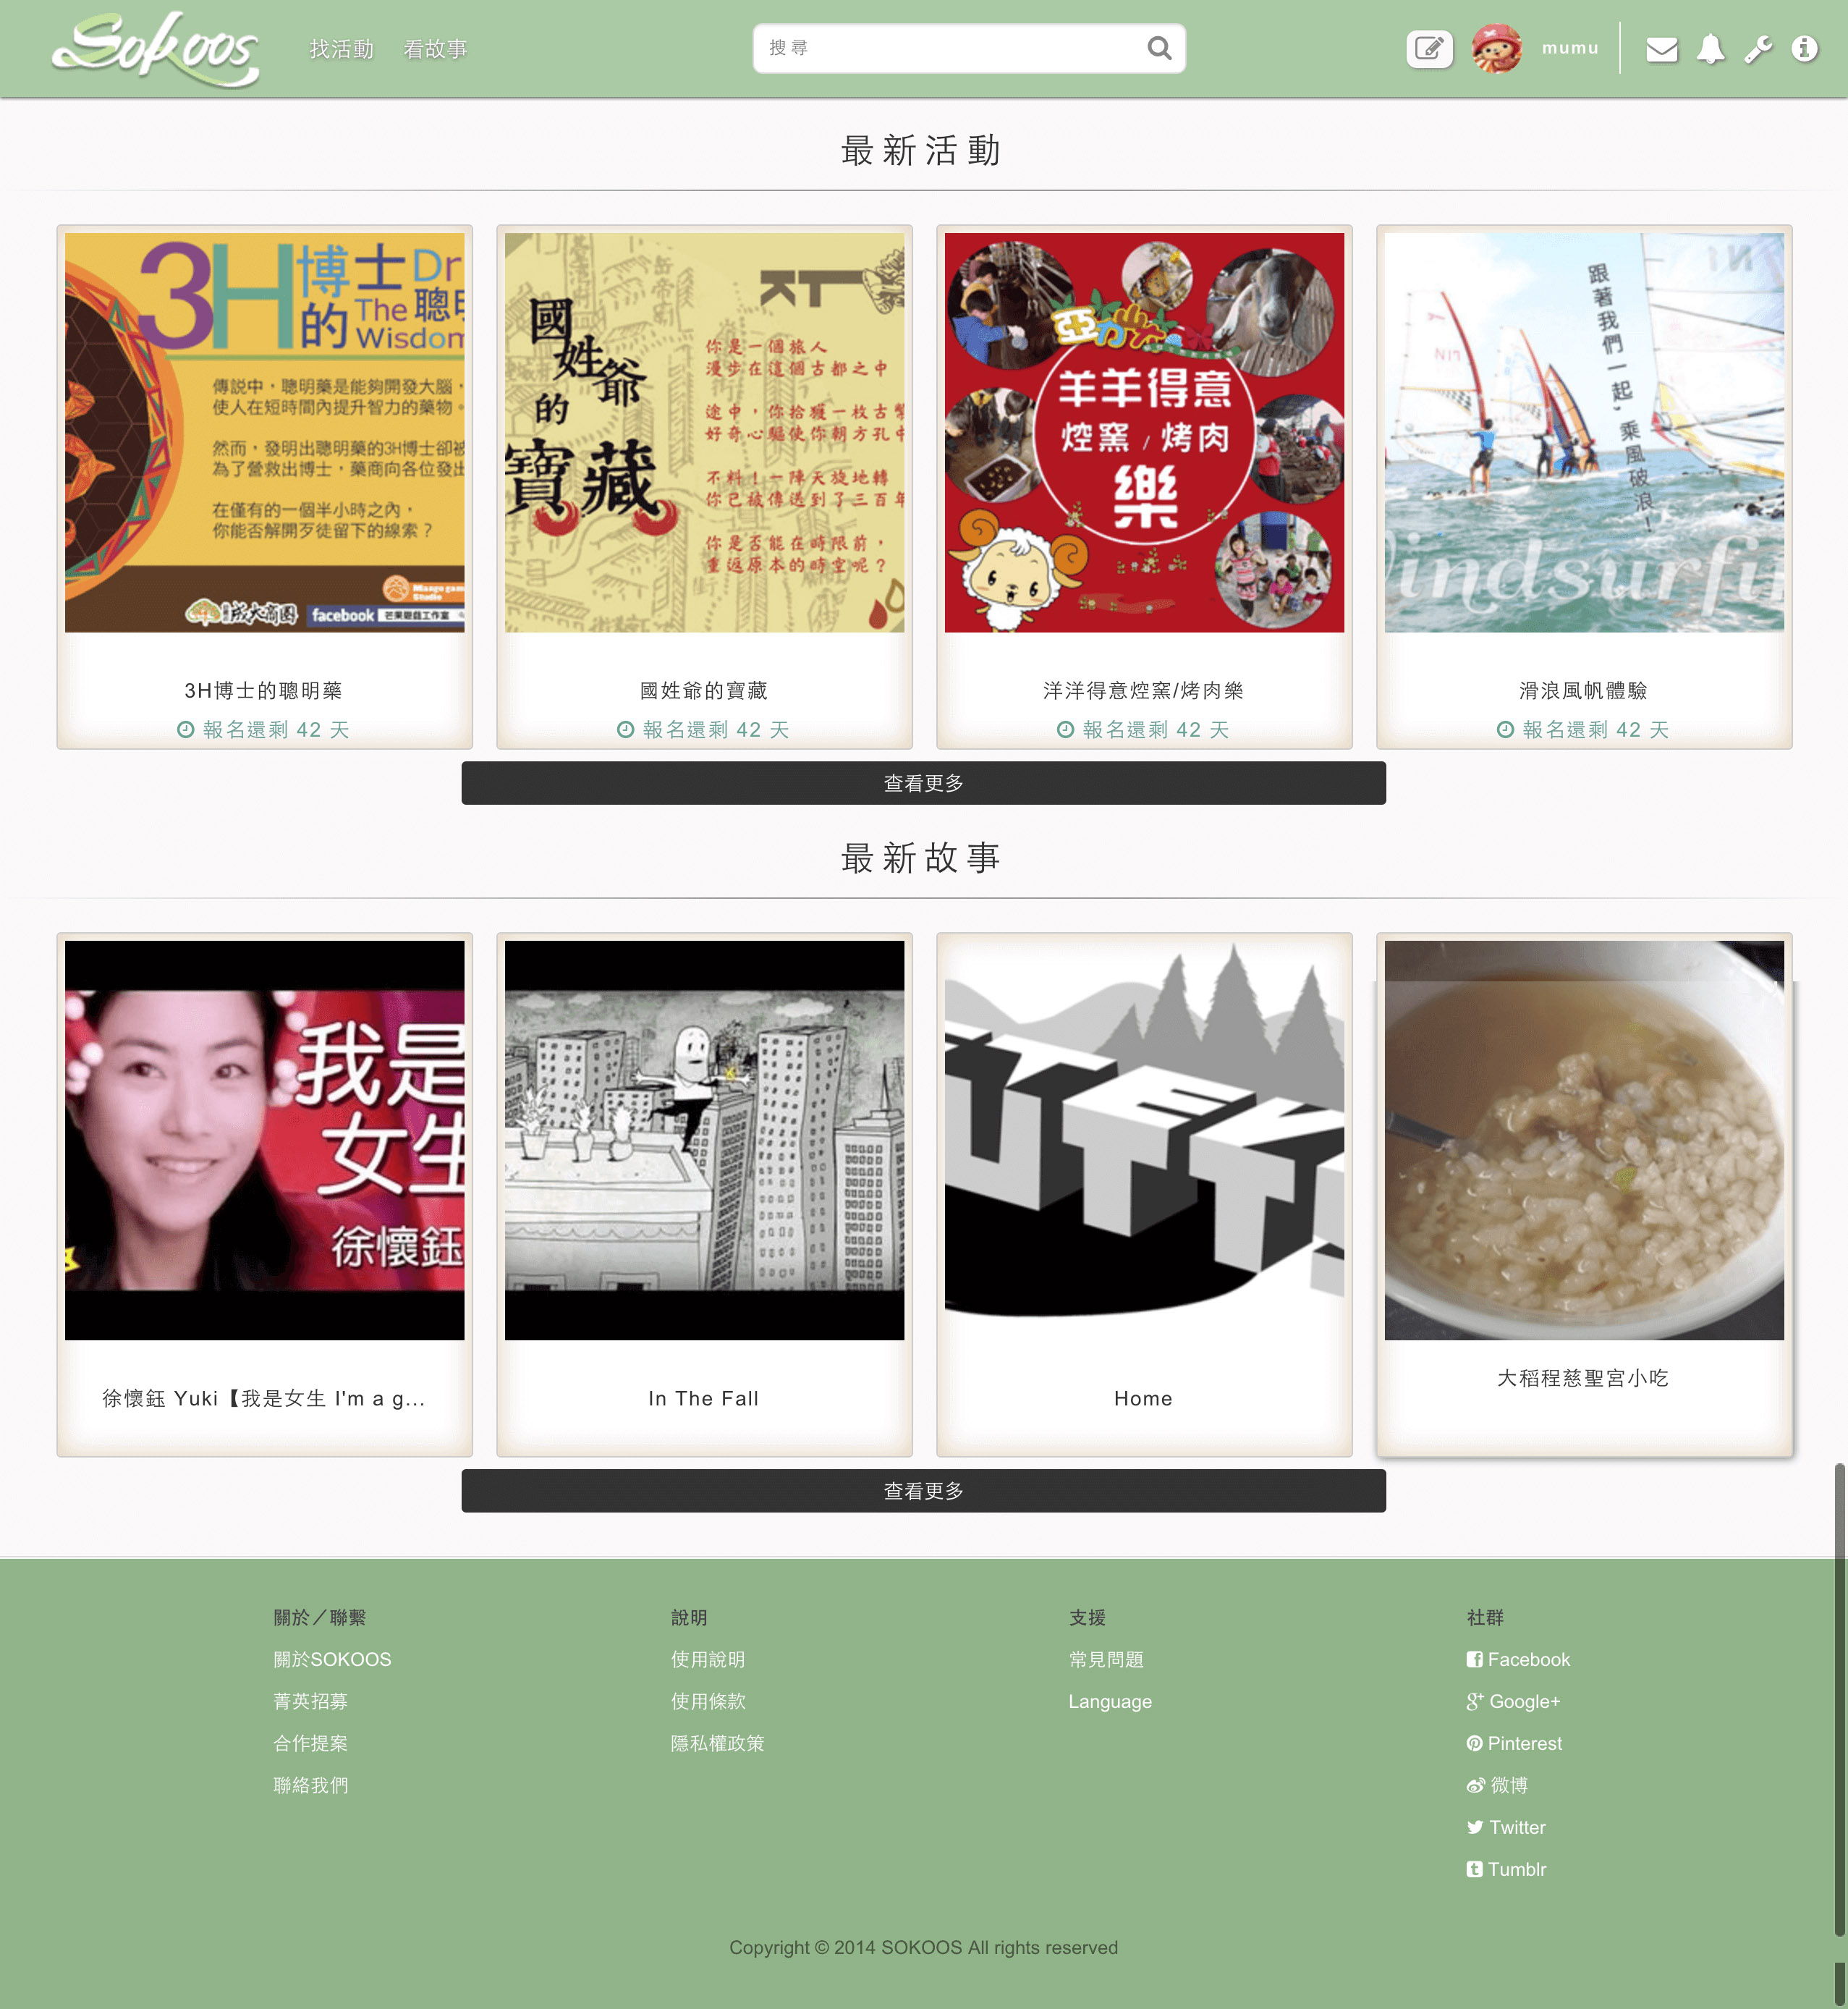 Sokoos
找活動
看故事
搜尋
mumu
最新活動
3H博士的 Dr
The 聰明
Wisdom
傳説中，聰明藥是能夠開發大腦，
使人在短時間內提升智力的藥物。
然而，發明出聰明藥的3H博士卻被
為了營救出博士，藥商向各位發出
在僅有的一個半小時之內，
你能否解開歹徒留下的線索？
Mango game
Studio
成大商圈
facebook 芒果遊戲工作室
國姓爺的寶藏
你是一個旅人
漫步在這個古都之中
途中，你拾獲一枚古幣
好奇心驅使你朝方孔中
不料！一陣天旋地轉
你已被傳送到了三百年
你是否能在時限前，
重返原本的時空呢？
羊羊得意
焢窯/烤肉
樂
跟著我們一起，乘風破浪！
indsurfi
3H博士的聰明藥
報名還剩 42 天
國姓爺的寶藏
報名還剩 42 天
洋洋得意焢窯/烤肉樂
報名還剩 42 天
滑浪風帆體驗
報名還剩 42 天
查看更多
最新故事
我是
女生
徐懷鈺
徐懷鈺 Yuki【我是女生 I'm a g...
In The Fall
Home
大稻程慈聖宮小吃
查看更多
關於／聯繫
關於SOKOOS
菁英招募
合作提案
聯絡我們
說明
使用說明
使用條款
隱私權政策
支援
常見問題
Language
社群
Facebook
Google+
Pinterest
微博
Twitter
Tumblr
Copyright © 2014 SOKOOS All rights reserved